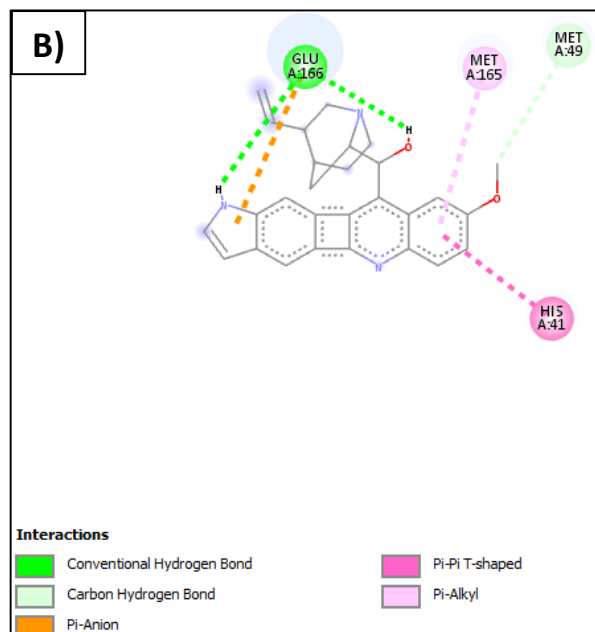 B)
GLU
A:166
MET
A:165
MET
A:49
H
O
N
H
N
O
N
HIS
A:41
Interactions
Conventional Hydrogen Bond
Carbon Hydrogen Bond
Pi-Anion
Pi-Pi T-shaped
Pi-Alkyl